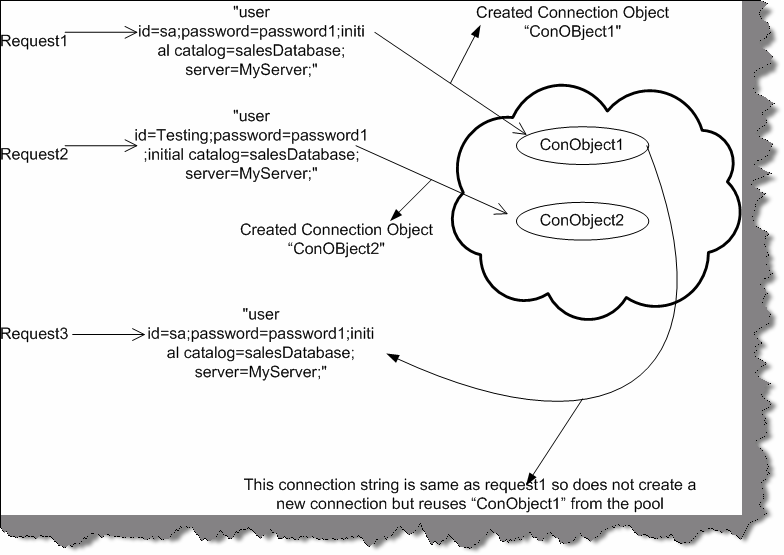 Request1
"user
id=sa;password=password1;initi
al catalog=salesDatabase;
server=MyServer;"
Created Connection Object
“ConOBject1"
ConObject1
Request2
"user
id=Testing;password=password1
;initial catalog=salesDatabase;
server=MyServer;"
Created Connection Object
“ConOBject2"
ConObject2
Request3
"user
id=sa;password=password1;initi
al catalog=salesDatabase;
server=MyServer;"
This connection string is same as request1 so does not create a
new connection but reuses “ConObject1” from the pool